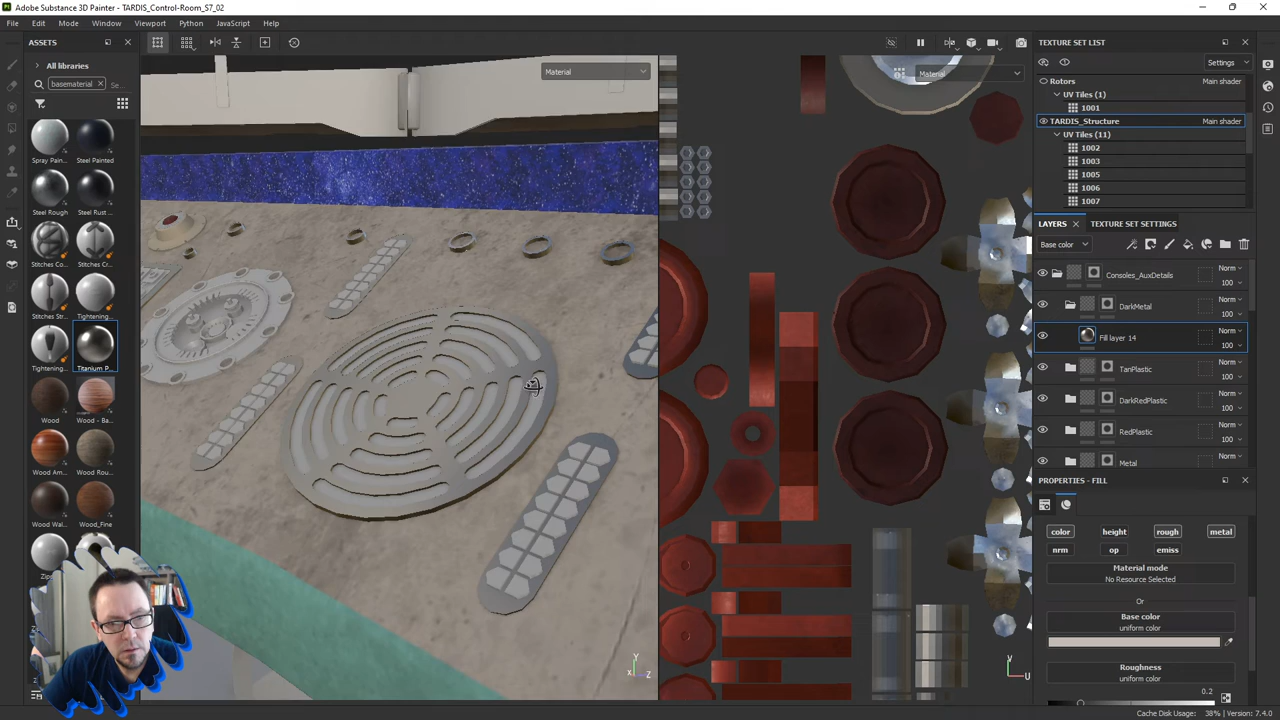 Adobe Substance 3D Painter - TARDIS_Control-Room_S7_02
File Edit Mode Window Viewport Python JavaScript Help
ASSETS
All libraries
basematerial × Se...
Spray Pain...
Steel Painted
Steel Rough
Steel Rust ...
Stitches Co...
Stitches Cr...
Stitches Str...
Tightening...
Tightening...
Titanium P...
Wood
Wood - Ba...
Wood Am...
Wood Rou...
Wood Wal...
Wood_Fine
Material
Y
X Z
Material
V
U
TEXTURE SET LIST
Settings
Rotors Main shader
UV Tiles (1)
1001
TARDIS_Structure Main shader
UV Tiles (11)
1002
1003
1005
1006
1007
LAYERS × TEXTURE SET SETTINGS
Base color
Consoles_AuxDetails Norm 100
DarkMetal Norm 100
Fill layer 14 Norm 100
TanPlastic Norm 100
DarkRedPlastic Norm 100
RedPlastic Norm 100
Metal Norm 100
PROPERTIES - FILL
color height rough metal
nrm op emiss
Material mode
No Resource Selected
Or
Base color
uniform color
Roughness
uniform color
0.2
Cache Disk Usage: 38% | Version: 7.4.0